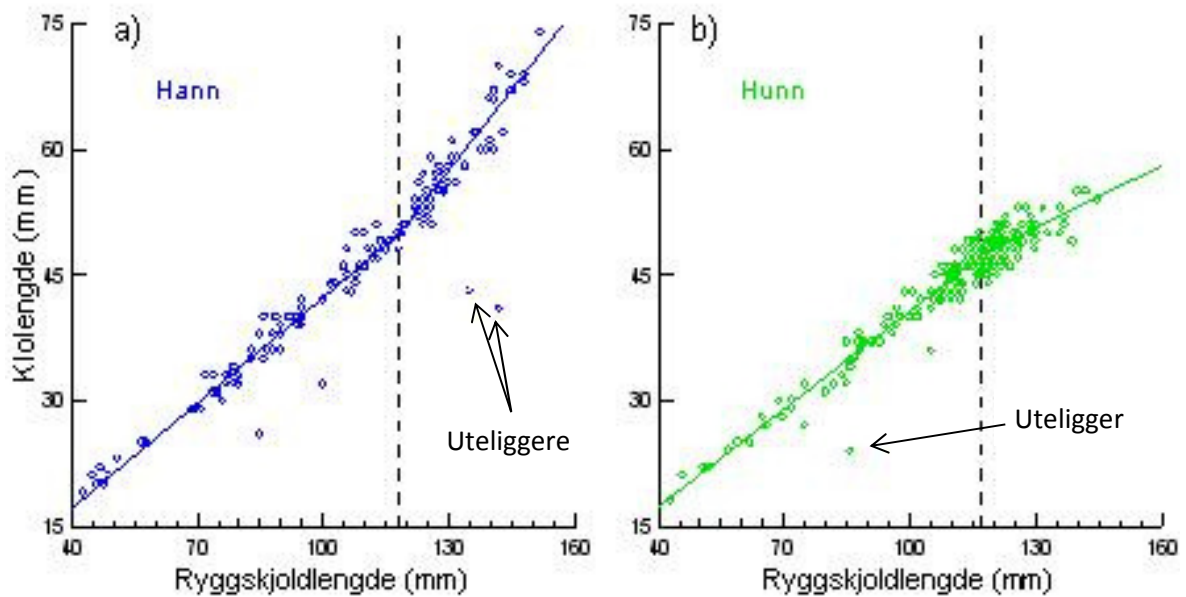 a)
Hann
75
60
45
30
15
40
70
100
130
160
Klolengde (mm)
Ryggskjoldlengde (mm)
Uteliggere
b)
Hunn
75
60
45
30
15
40
70
100
130
160
Ryggskjoldlengde (mm)
Uteligger